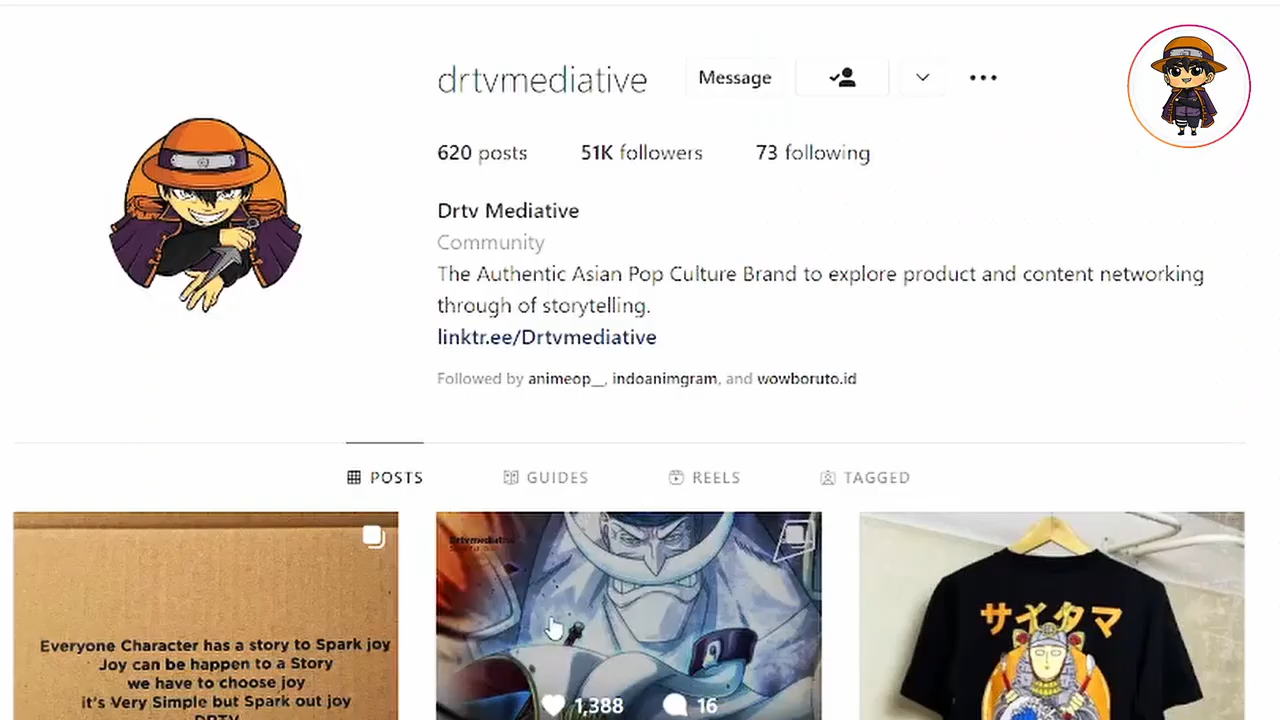 drtvmediative
Message
620 posts
51K followers
73 following
Drtv Mediative
Community
The Authentic Asian Pop Culture Brand to explore product and content networking
through of storytelling.
linktr.ee/Drtvmediative
Followed by animeop__, indoanimgram, and wowboruto.id
POSTS
GUIDES
REELS
TAGGED
Everyone Character has a story to Spark joy
Joy can be happen to a Story
we have to choose joy
it's Very Simple but Spark out joy
DRTV
Drtvmediative
1,388
16
サイタマ